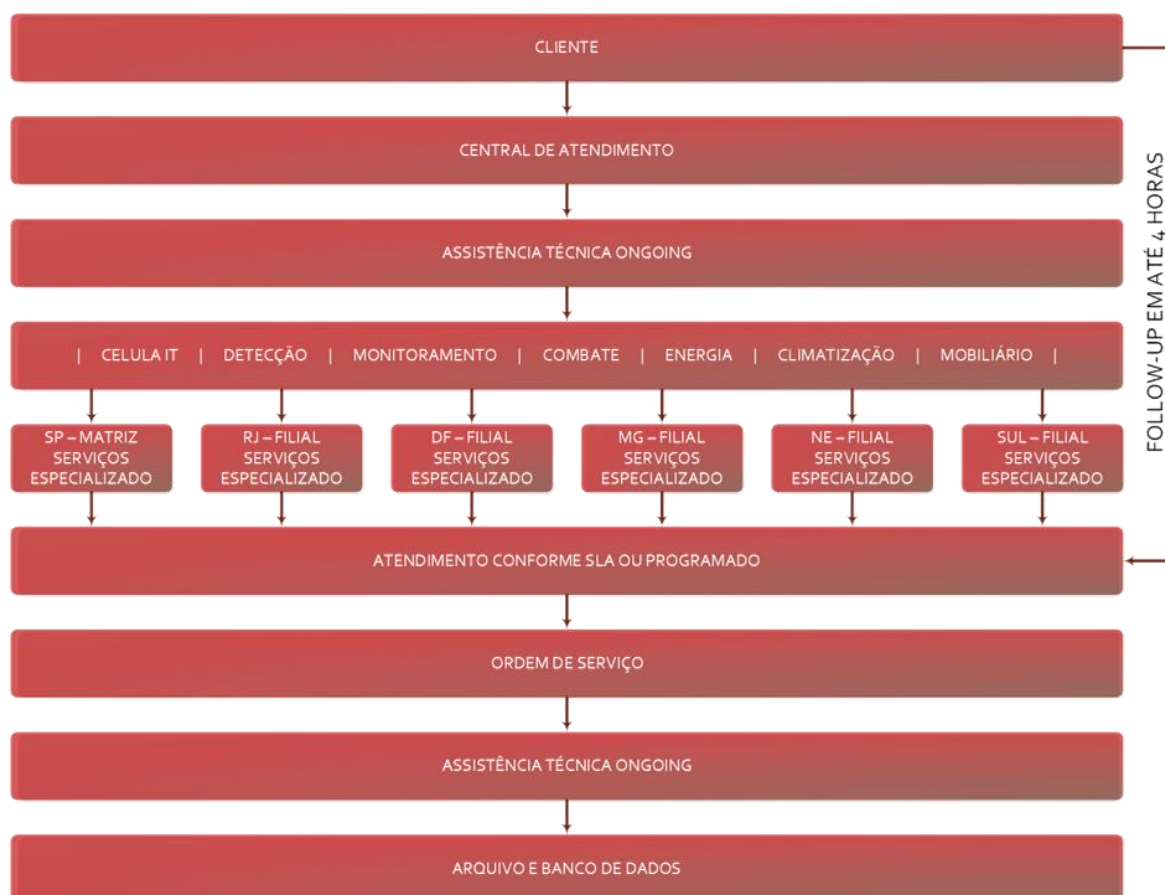 CLIENTE
CENTRAL DE ATENDIMENTO
ASSISTÊNCIA TÉCNICA ONGOING
| CELULA IT | DETECÇÃO | MONITORAMENTO | COMBATE | ENERGIA | CLIMATIZAÇÃO | MOBILIÁRIO |
SP – MATRIZ
SERVIÇOS
ESPECIALIZADO
RJ – FILIAL
SERVIÇOS
ESPECIALIZADO
DF – FILIAL
SERVIÇOS
ESPECIALIZADO
MG – FILIAL
SERVIÇOS
ESPECIALIZADO
NE – FILIAL
SERVIÇOS
ESPECIALIZADO
SUL – FILIAL
SERVIÇOS
ESPECIALIZADO
ATENDIMENTO CONFORME SLA OU PROGRAMADO
ORDEM DE SERVIÇO
ASSISTÊNCIA TÉCNICA ONGOING
ARQUIVO E BANCO DE DADOS
FOLLOW-UP EM ATÉ 4 HORAS